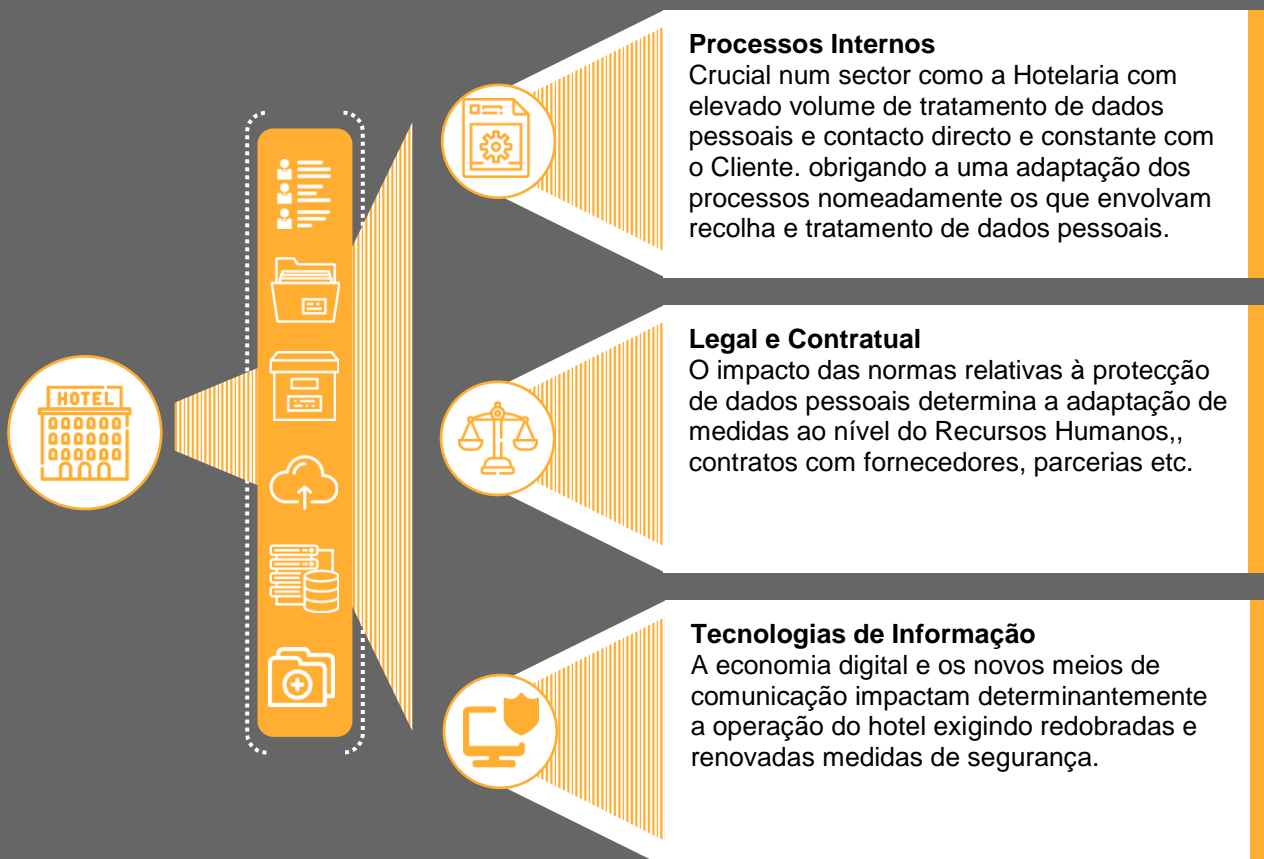 HOTEL
Processos Internos
Crucial num sector como a Hotelaria com
elevado volume de tratamento de dados
pessoais e contacto directo e constante com
o Cliente. obrigando a uma adaptação dos
processos nomeadamente os que envolvam
recolha e tratamento de dados pessoais.
Legal e Contratual
O impacto das normas relativas à protecção
de dados pessoais determina a adaptação de
medidas ao nível do Recursos Humanos,,
contratos com fornecedores, parcerias etc.
Tecnologias de Informação
A economia digital e os novos meios de
comunicação impactam determinantemente
a operação do hotel exigindo redobradas e
renovadas medidas de segurança.